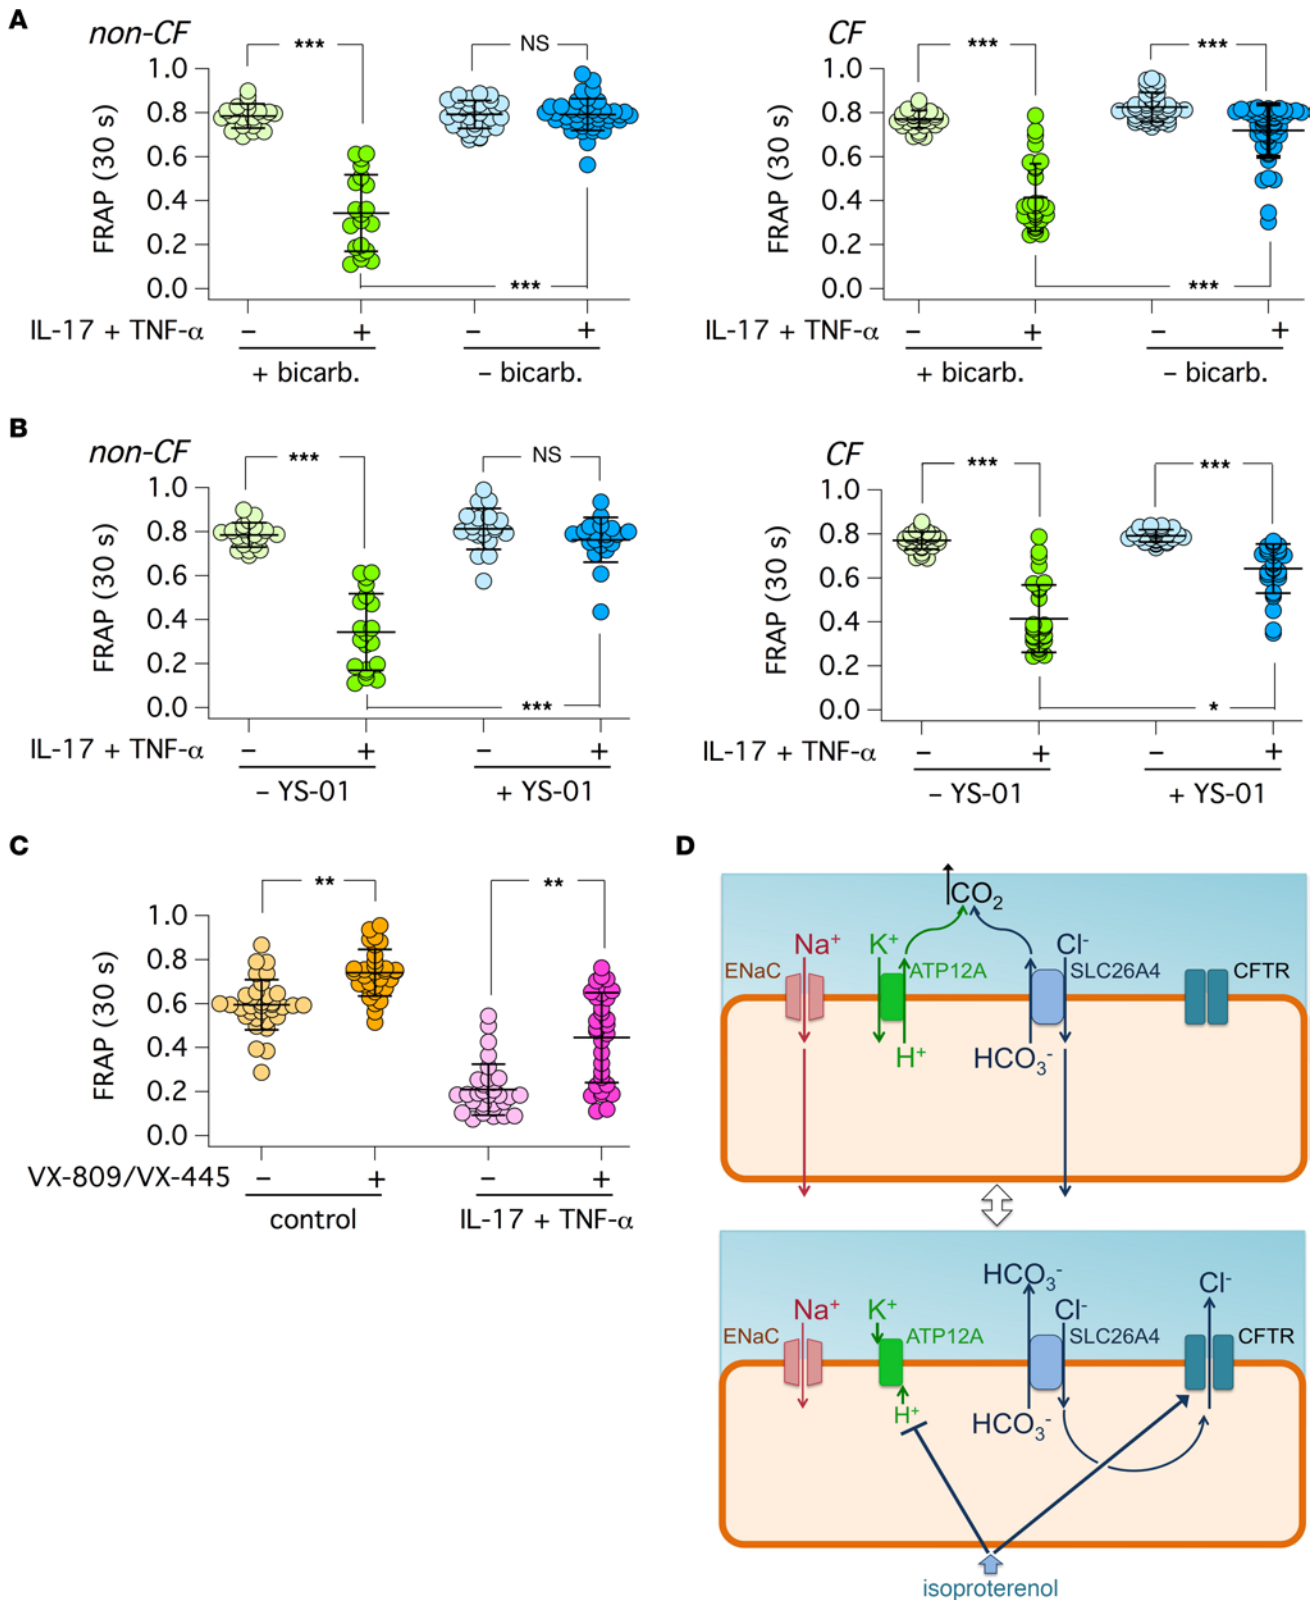 A
non-CF
CF
*** NS *** ***
1.0 1.0
0.8 0.8
0.6 0.6
0.4 0.4
0.2 0.2
0.0 0.0
FRAP (30 s) FRAP (30 s)
*** ***
IL-17 + TNF-α − + − + IL-17 + TNF-α − + − +
+ bicarb. − bicarb. + bicarb. − bicarb.
B
non-CF
CF
*** NS *** ***
1.0 1.0
0.8 0.8
0.6 0.6
0.4 0.4
0.2 0.2
0.0 0.0
FRAP (30 s) FRAP (30 s)
*** *
IL-17 + TNF-α − + − + IL-17 + TNF-α − + − +
− YS-01 + YS-01 − YS-01 + YS-01
C
** **
1.0
0.8
0.6
0.4
0.2
0.0
FRAP (30 s)
VX-809/VX-445 − + − +
control IL-17 + TNF-α
D
CO₂
Na⁺ K⁺ Cl⁻
ENaC ATP12A SLC26A4 CFTR
H⁺ HCO₃⁻
HCO₃⁻ Cl⁻
Na⁺ K⁺ Cl⁻
ENaC ATP12A SLC26A4 CFTR
H⁺ HCO₃⁻
isoproterenol